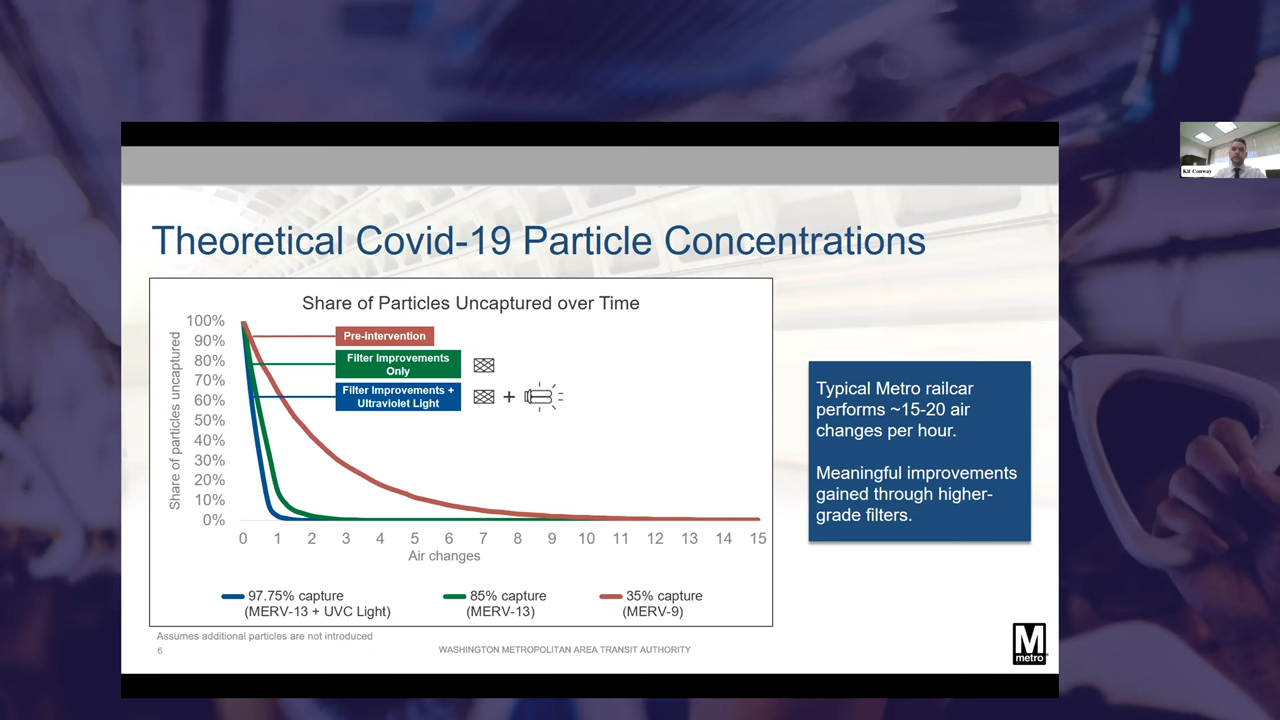 Theoretical Covid-19 Particle Concentrations
Share of Particles Uncaptured over Time
Share of particles uncaptured
100%
90%
80%
70%
60%
50%
40%
30%
20%
10%
0%
Pre-intervention
Filter Improvements
Only
Filter Improvements +
Ultraviolet Light
+
0 1 2 3 4 5 6 7 8 9 10 11 12 13 14 15
Air changes
97.75% capture
(MERV-13 + UVC Light)
85% capture
(MERV-13)
35% capture
(MERV-9)
Typical Metro railcar
performs ~15-20 air
changes per hour.
Meaningful improvements
gained through higher-
grade filters.
Assumes additional particles are not introduced
6
WASHINGTON METROPOLITAN AREA TRANSIT AUTHORITY
M
metro
Kit Conway